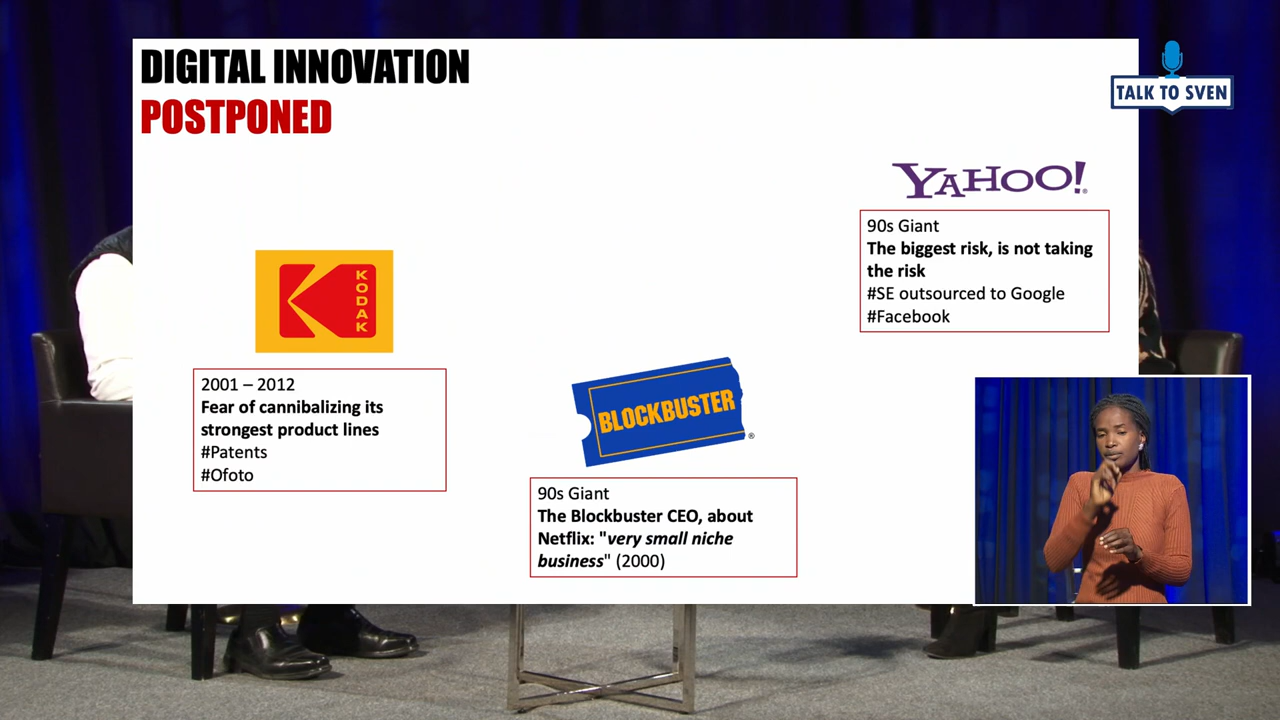 DIGITAL INNOVATION
POSTPONED
TALK TO SVEN
YAHOO!
90s Giant
The biggest risk, is not taking
the risk
#SE outsourced to Google
#Facebook
KODAK
2001 – 2012
Fear of cannibalizing its
strongest product lines
#Patents
#Ofoto
BLOCKBUSTER
90s Giant
The Blockbuster CEO, about
Netflix: "very small niche
business" (2000)